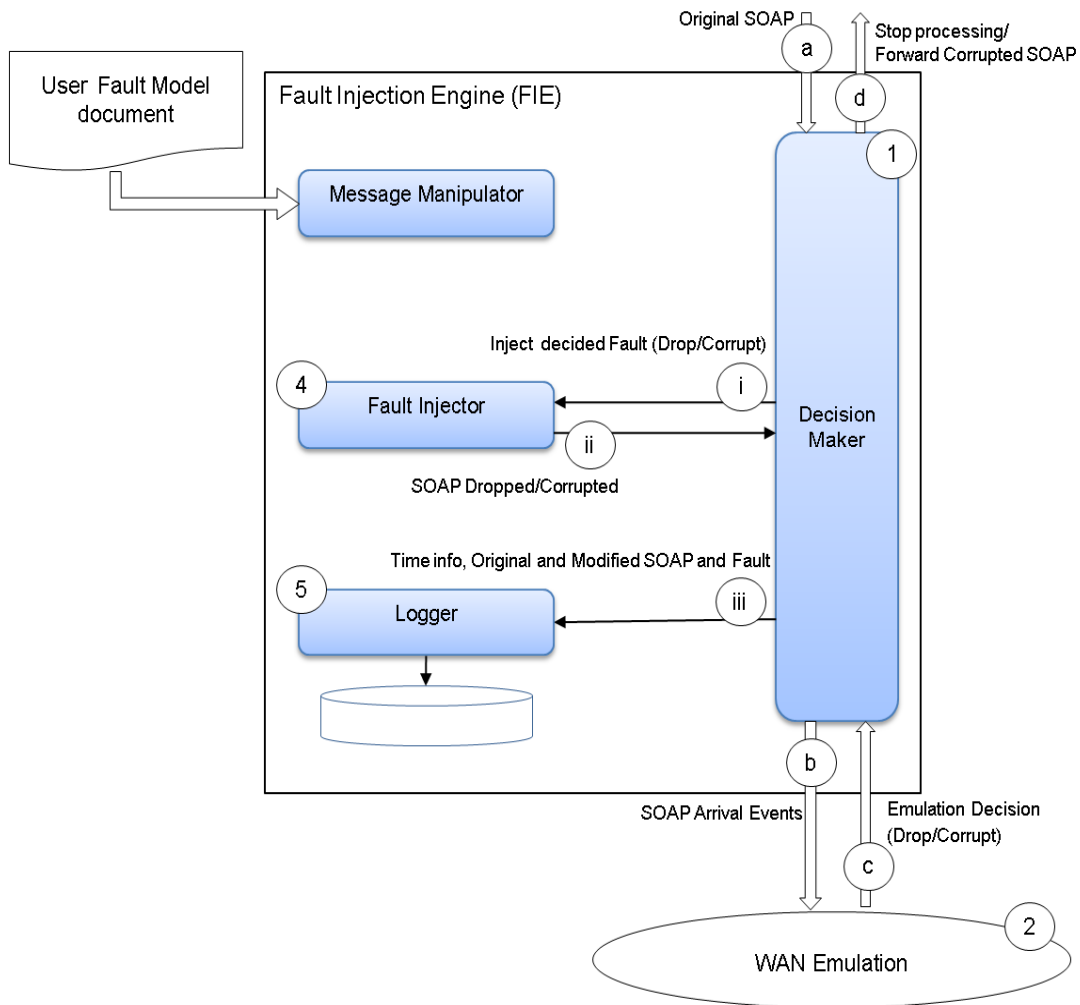 Original SOAP
a
Stop processing/
Forward Corrupted SOAP
d
User Fault Model
document
Fault Injection Engine (FIE)
1
Message Manipulator
Inject decided Fault (Drop/Corrupt)
i
4
Fault Injector
ii
SOAP Dropped/Corrupted
Decision
Maker
Time info, Original and Modified SOAP and Fault
iii
5
Logger
b
SOAP Arrival Events
Emulation Decision
(Drop/Corrupt)
c
2
WAN Emulation